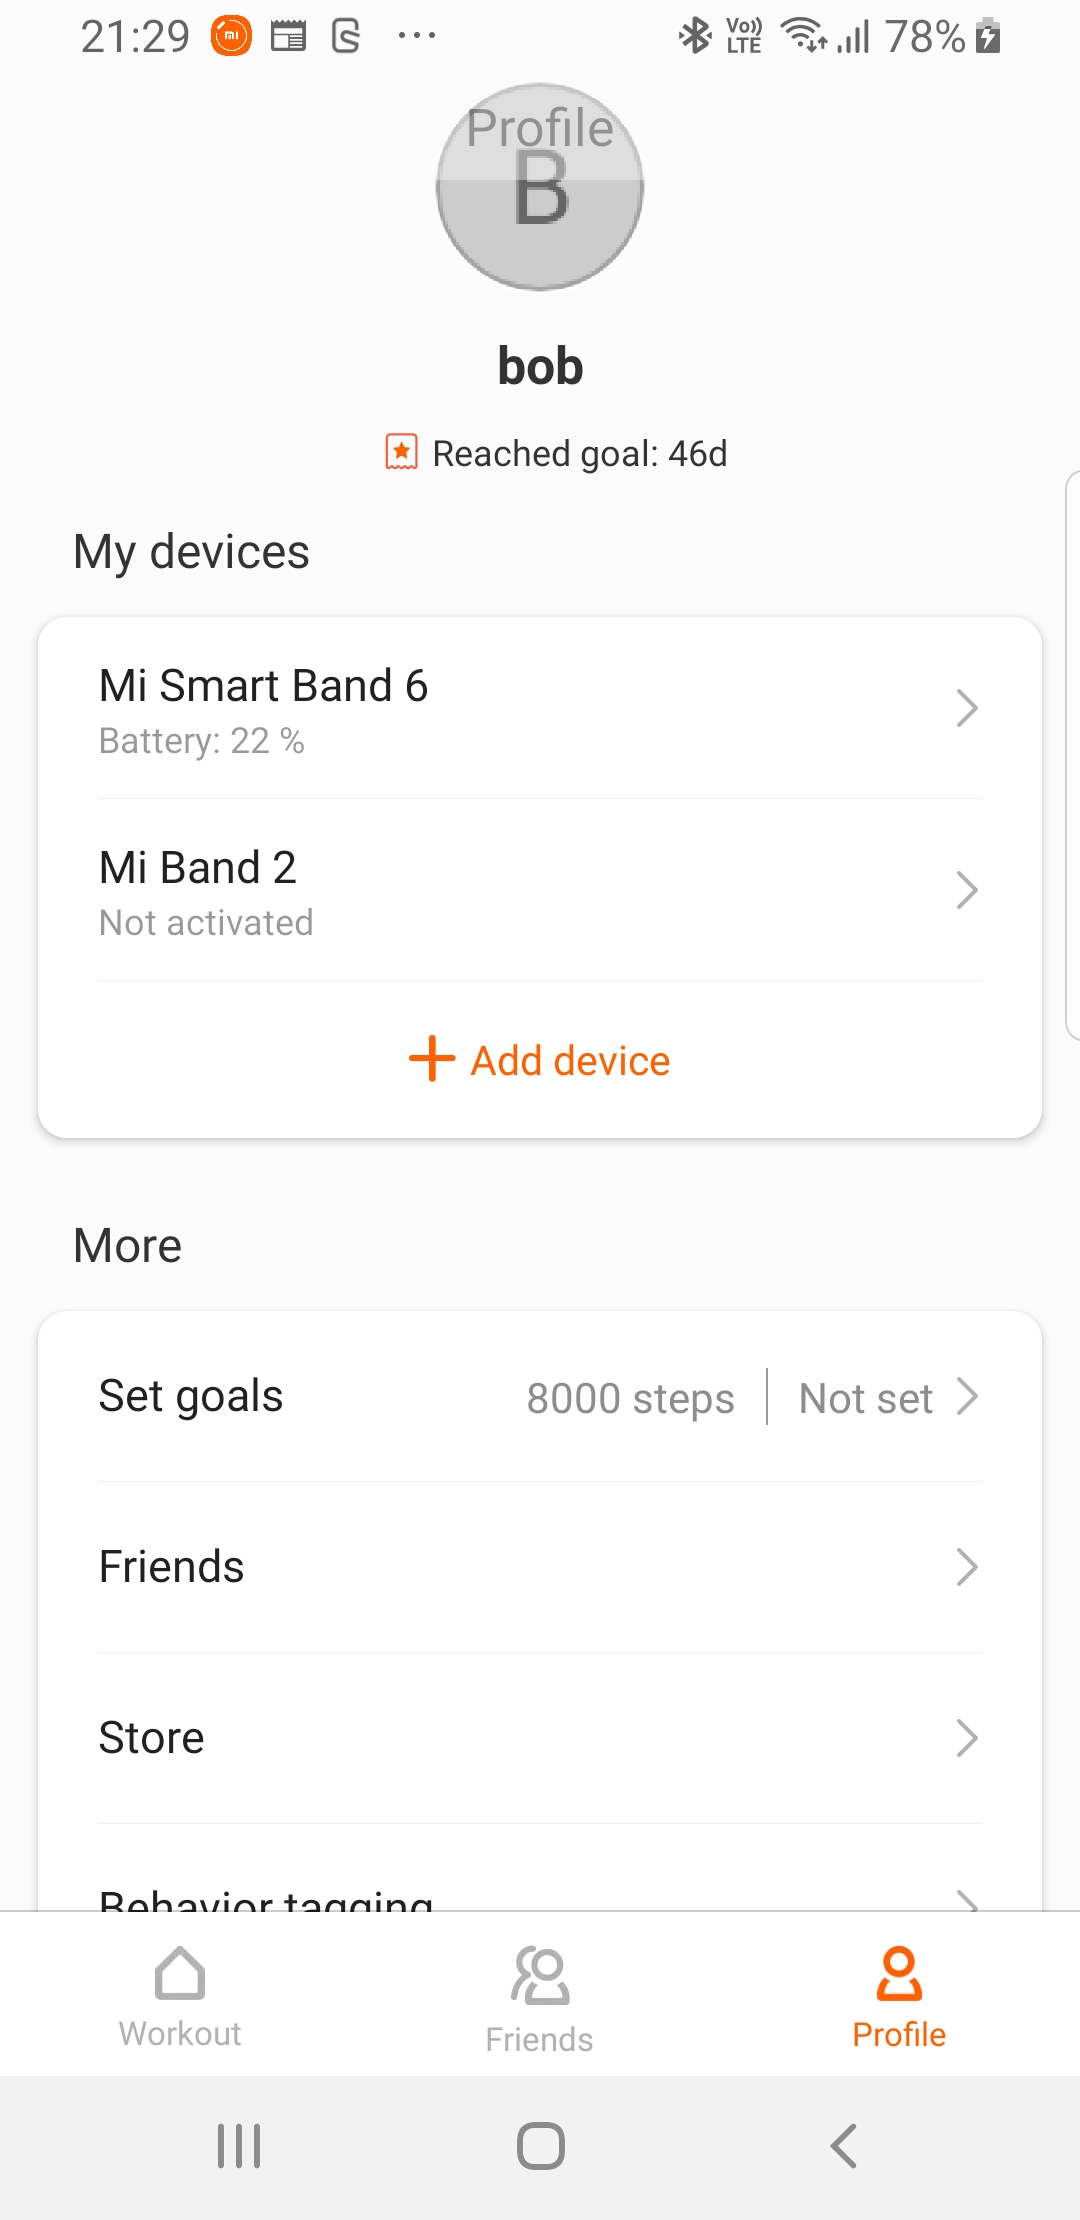 21:29 Vo)) LTE 78%
Profile
B
bob
Reached goal: 46d
My devices
Mi Smart Band 6
Battery: 22 %
Mi Band 2
Not activated
Add device
More
Set goals 8000 steps Not set
Friends
Store
Behavior tagging
Workout Friends Profile